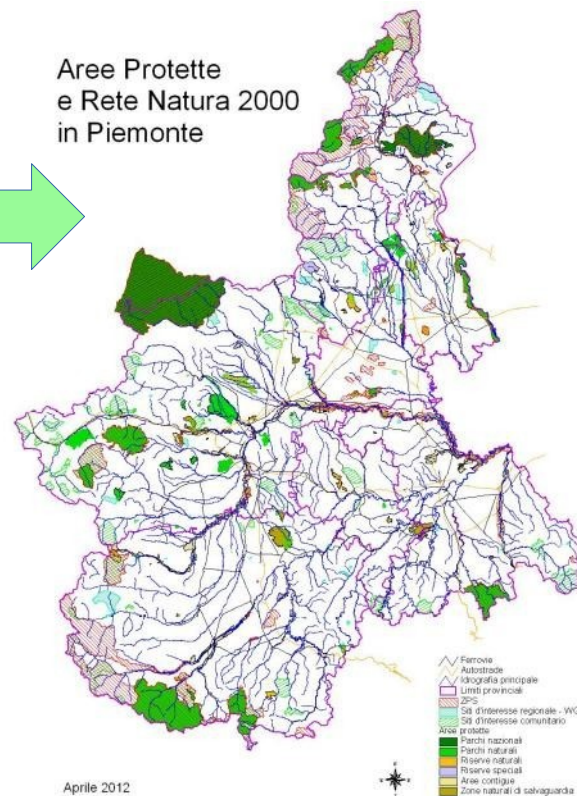 Aree Protette
e Rete Natura 2000
in Piemonte
Ferrovie
Autostrade
Idrografia principale
Limiti provinciali
ZPS
Siti d'interesse regionale - WG
Siti d'interesse comunitario
Aree protette
Parchi nazionali
Parchi naturali
Riserve naturali
Riserve speciali
Aree contigue
Zone naturali di salvaguardia
Aprile 2012